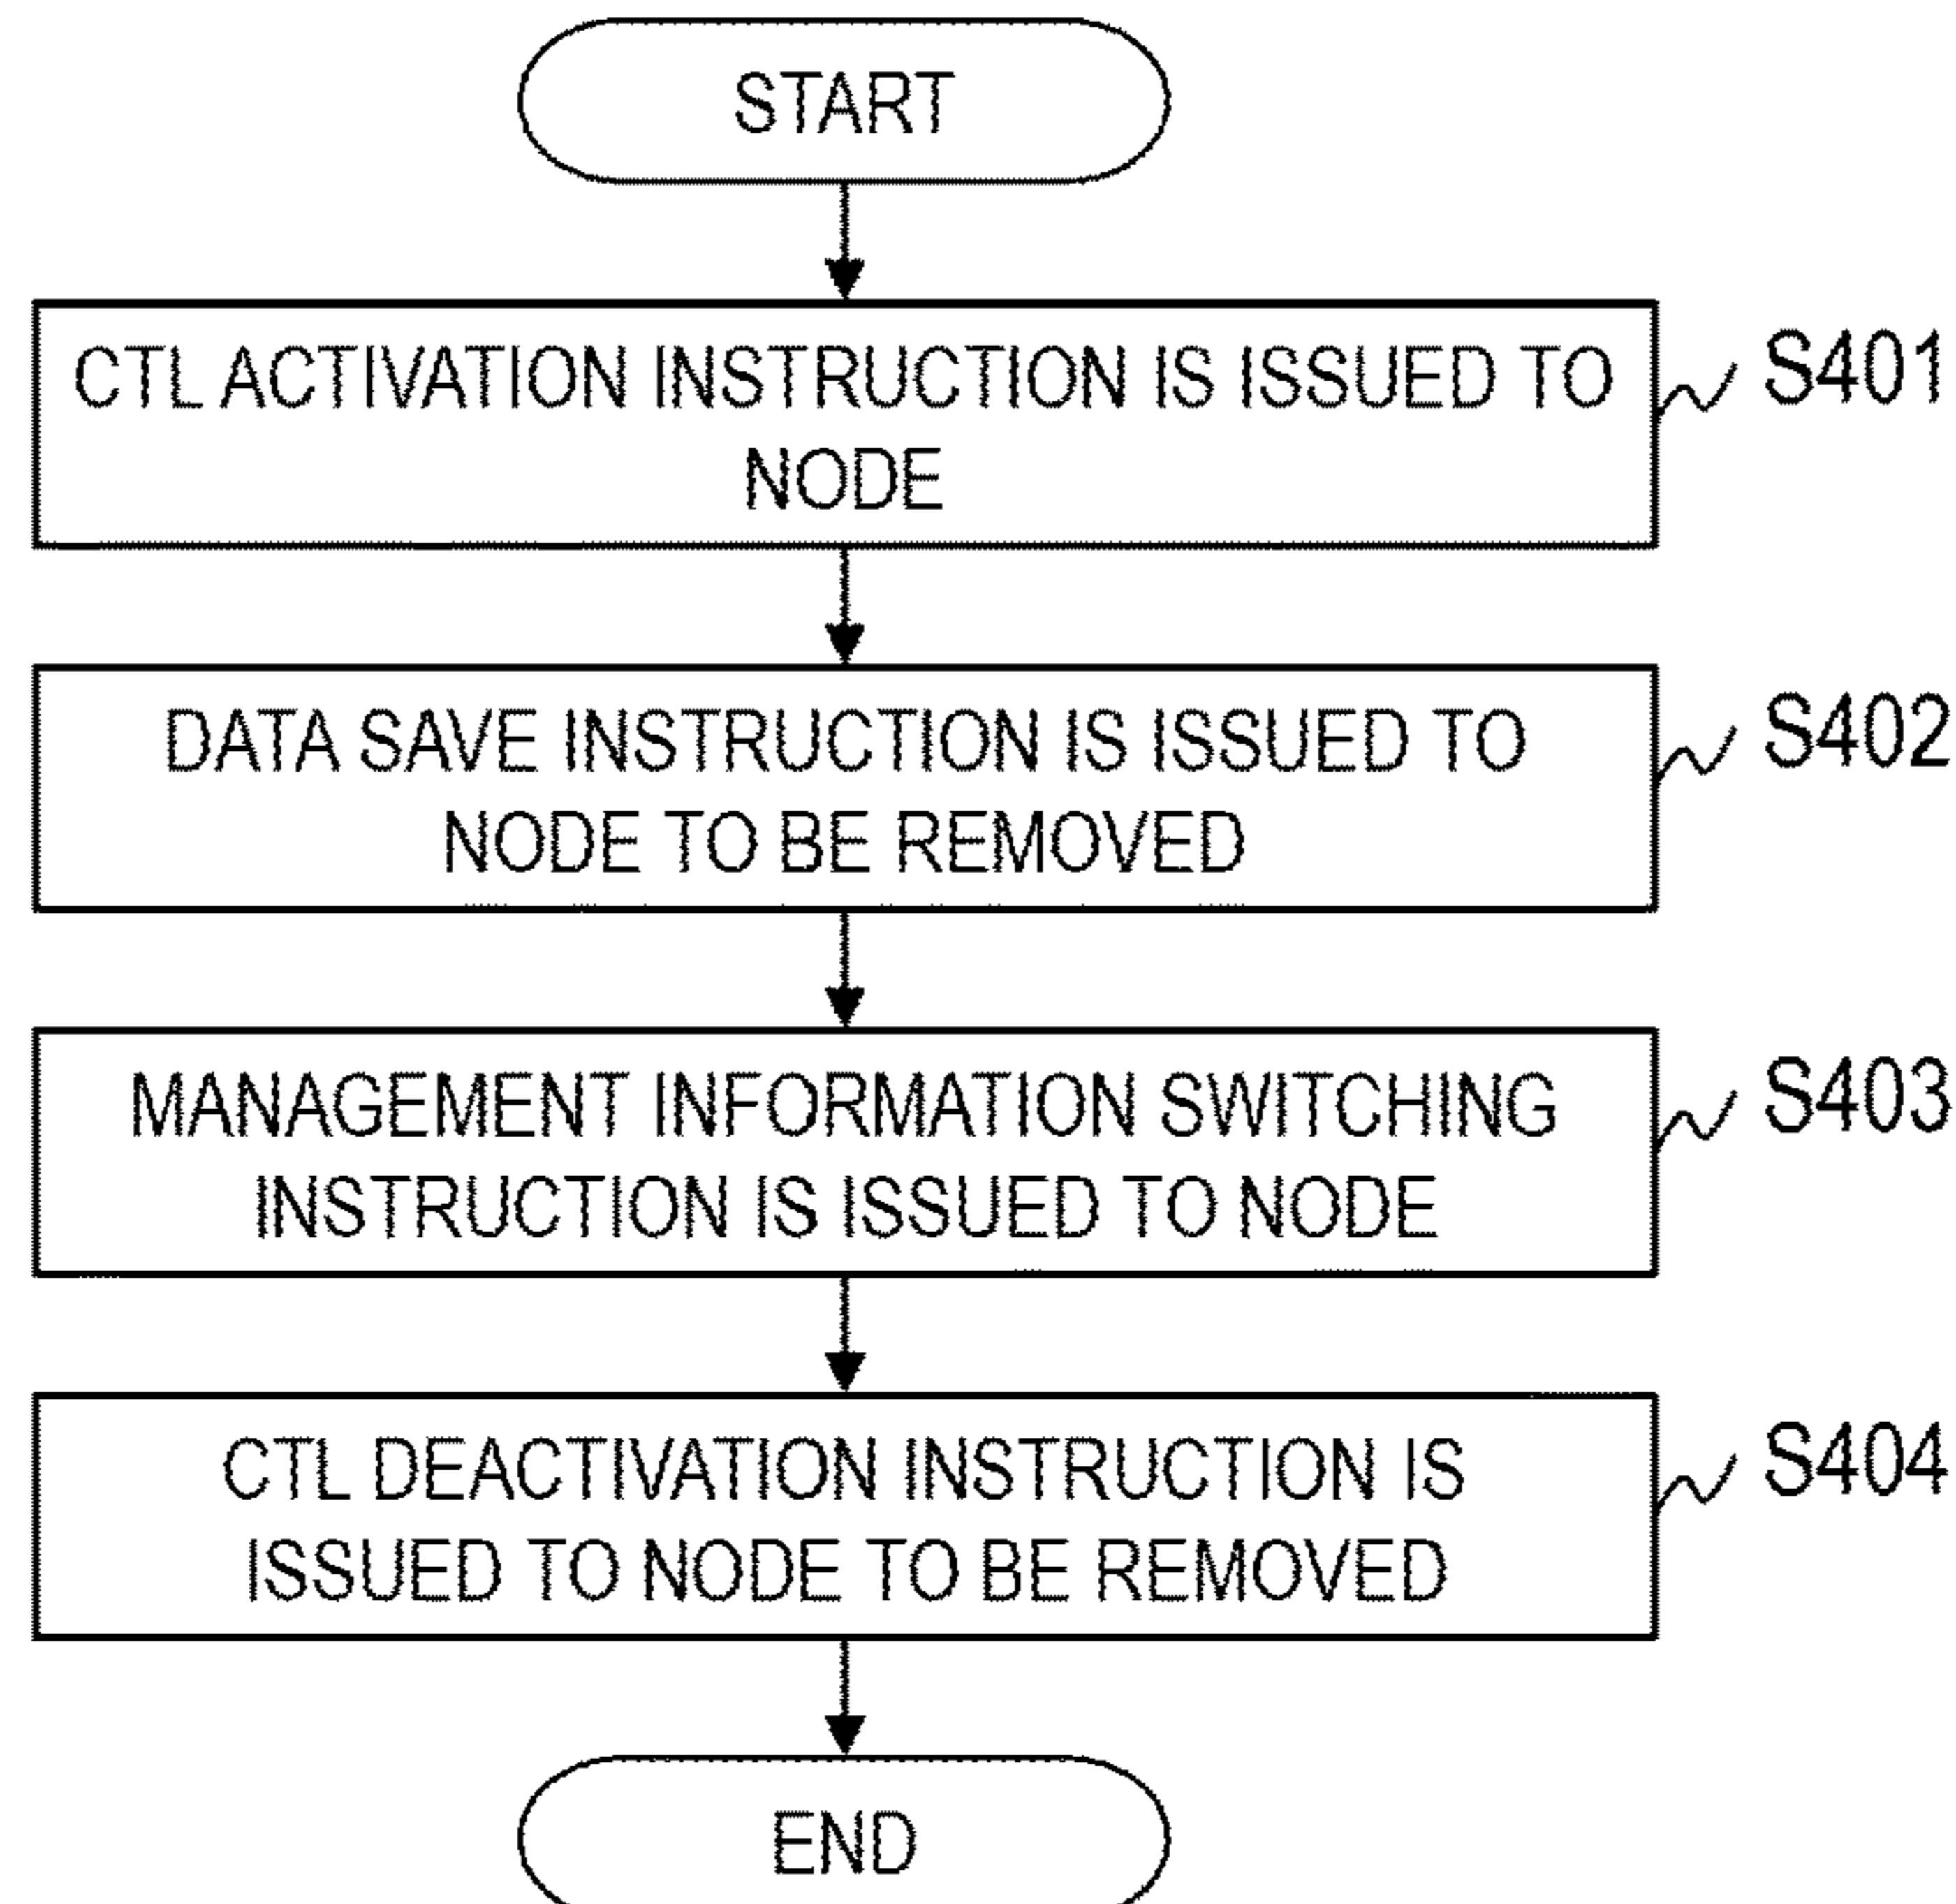 START
CTL ACTIVATION INSTRUCTION IS ISSUED TO
NODE
S401
DATA SAVE INSTRUCTION IS ISSUED TO
NODE TO BE REMOVED
S402
MANAGEMENT INFORMATION SWITCHING
INSTRUCTION IS ISSUED TO NODE
S403
CTL DEACTIVATION INSTRUCTION IS
ISSUED TO NODE TO BE REMOVED
S404
END